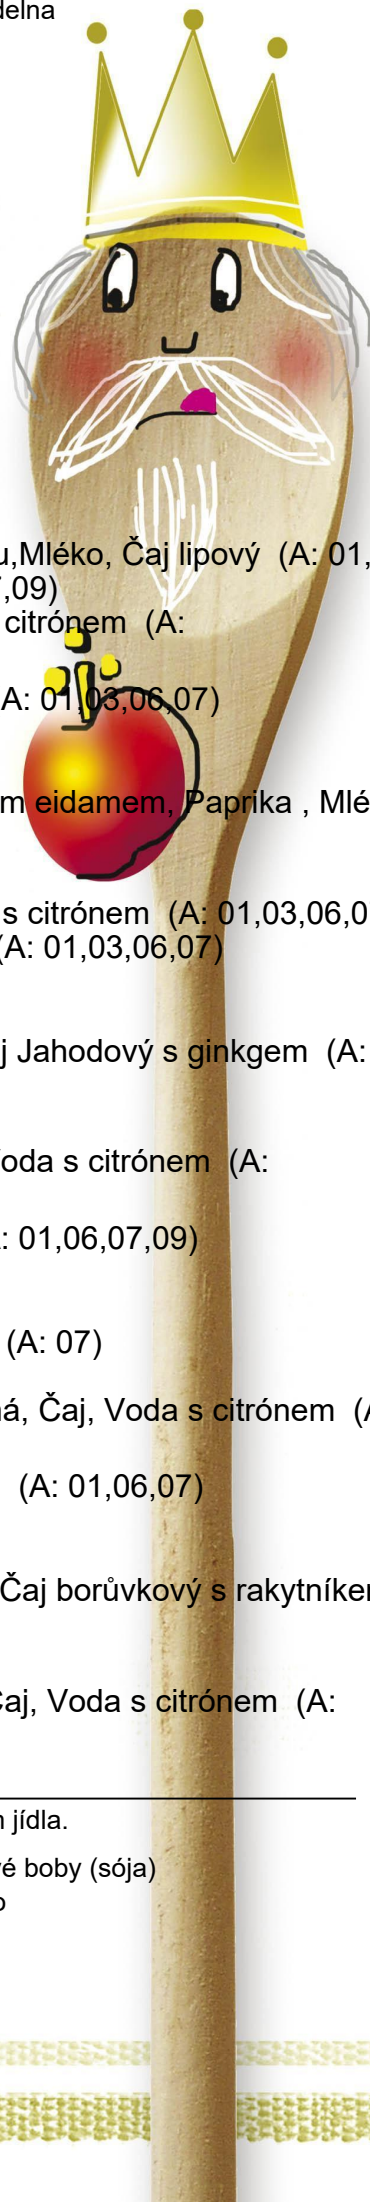 delna
u,Mléko, Čaj lipový (A: 01,
,09)
citrónem (A:
A: 01,03,06,07)
m eidamem, Paprika , Mlé
s citrónem (A: 01,03,06,0
(A: 01,03,06,07)
j Jahodový s ginkgem (A:
oda s citrónem (A:
: 01,06,07,09)
(A: 07)
á, Čaj, Voda s citrónem (A
(A: 01,06,07)
Čaj borůvkový s rakytníke
Čaj, Voda s citrónem (A:
jídla.
é boby (sója)